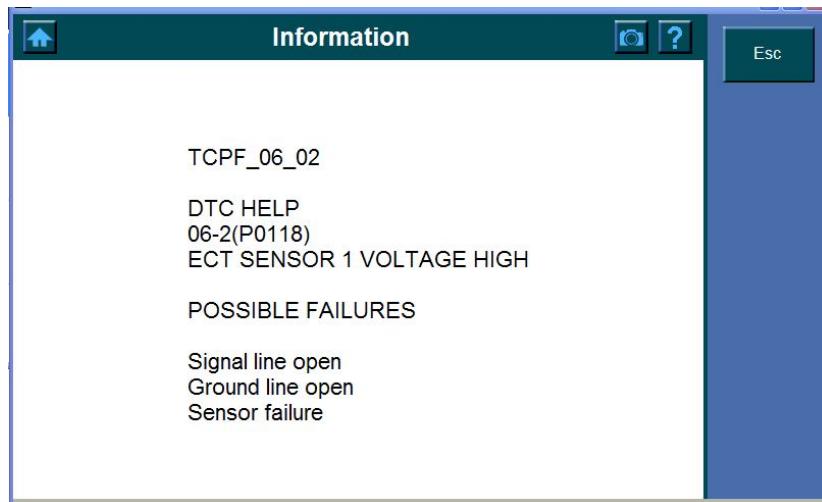 Information
?
Esc
TCPF_06_02
DTC HELP
06-2(P0118)
ECT SENSOR 1 VOLTAGE HIGH
POSSIBLE FAILURES
Signal line open
Ground line open
Sensor failure